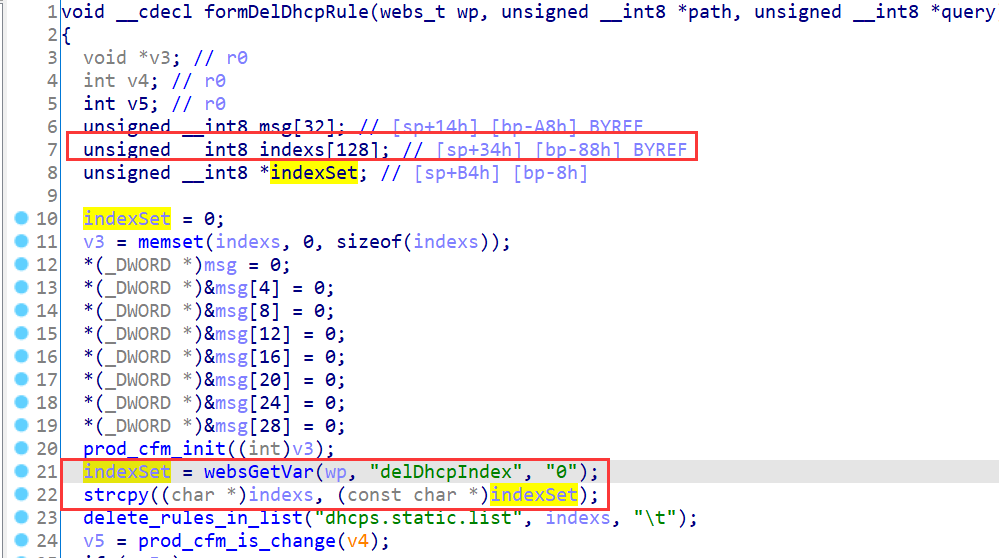 1 void __cdecl formDelDhcpRule(webs_t wp, unsigned __int8 *path, unsigned __int8 *query
2 {
3 void *v3; // r0
4 int v4; // r0
5 int v5; // r0
6 unsigned __int8 msg[32]; // [sp+14h] [bp-A8h] BYREF
7 unsigned __int8 indexs[128]; // [sp+34h] [bp-88h] BYREF
8 unsigned __int8 *indexSet; // [sp+B4h] [bp-8h]
9
10 indexSet = 0;
11 v3 = memset(indexs, 0, sizeof(indexs));
12 *(_DWORD *)msg = 0;
13 *(_DWORD *)&msg[4] = 0;
14 *(_DWORD *)&msg[8] = 0;
15 *(_DWORD *)&msg[12] = 0;
16 *(_DWORD *)&msg[16] = 0;
17 *(_DWORD *)&msg[20] = 0;
18 *(_DWORD *)&msg[24] = 0;
19 *(_DWORD *)&msg[28] = 0;
20 prod_cfm_init((int)v3);
21 indexSet = websGetVar(wp, "delDhcpIndex", "0");
22 strcpy((char *)indexs, (const char *)indexSet);
23 delete_rules_in_list("dhcps.static.list", indexs, "\t");
24 v5 = prod_cfm_is_change(v4);